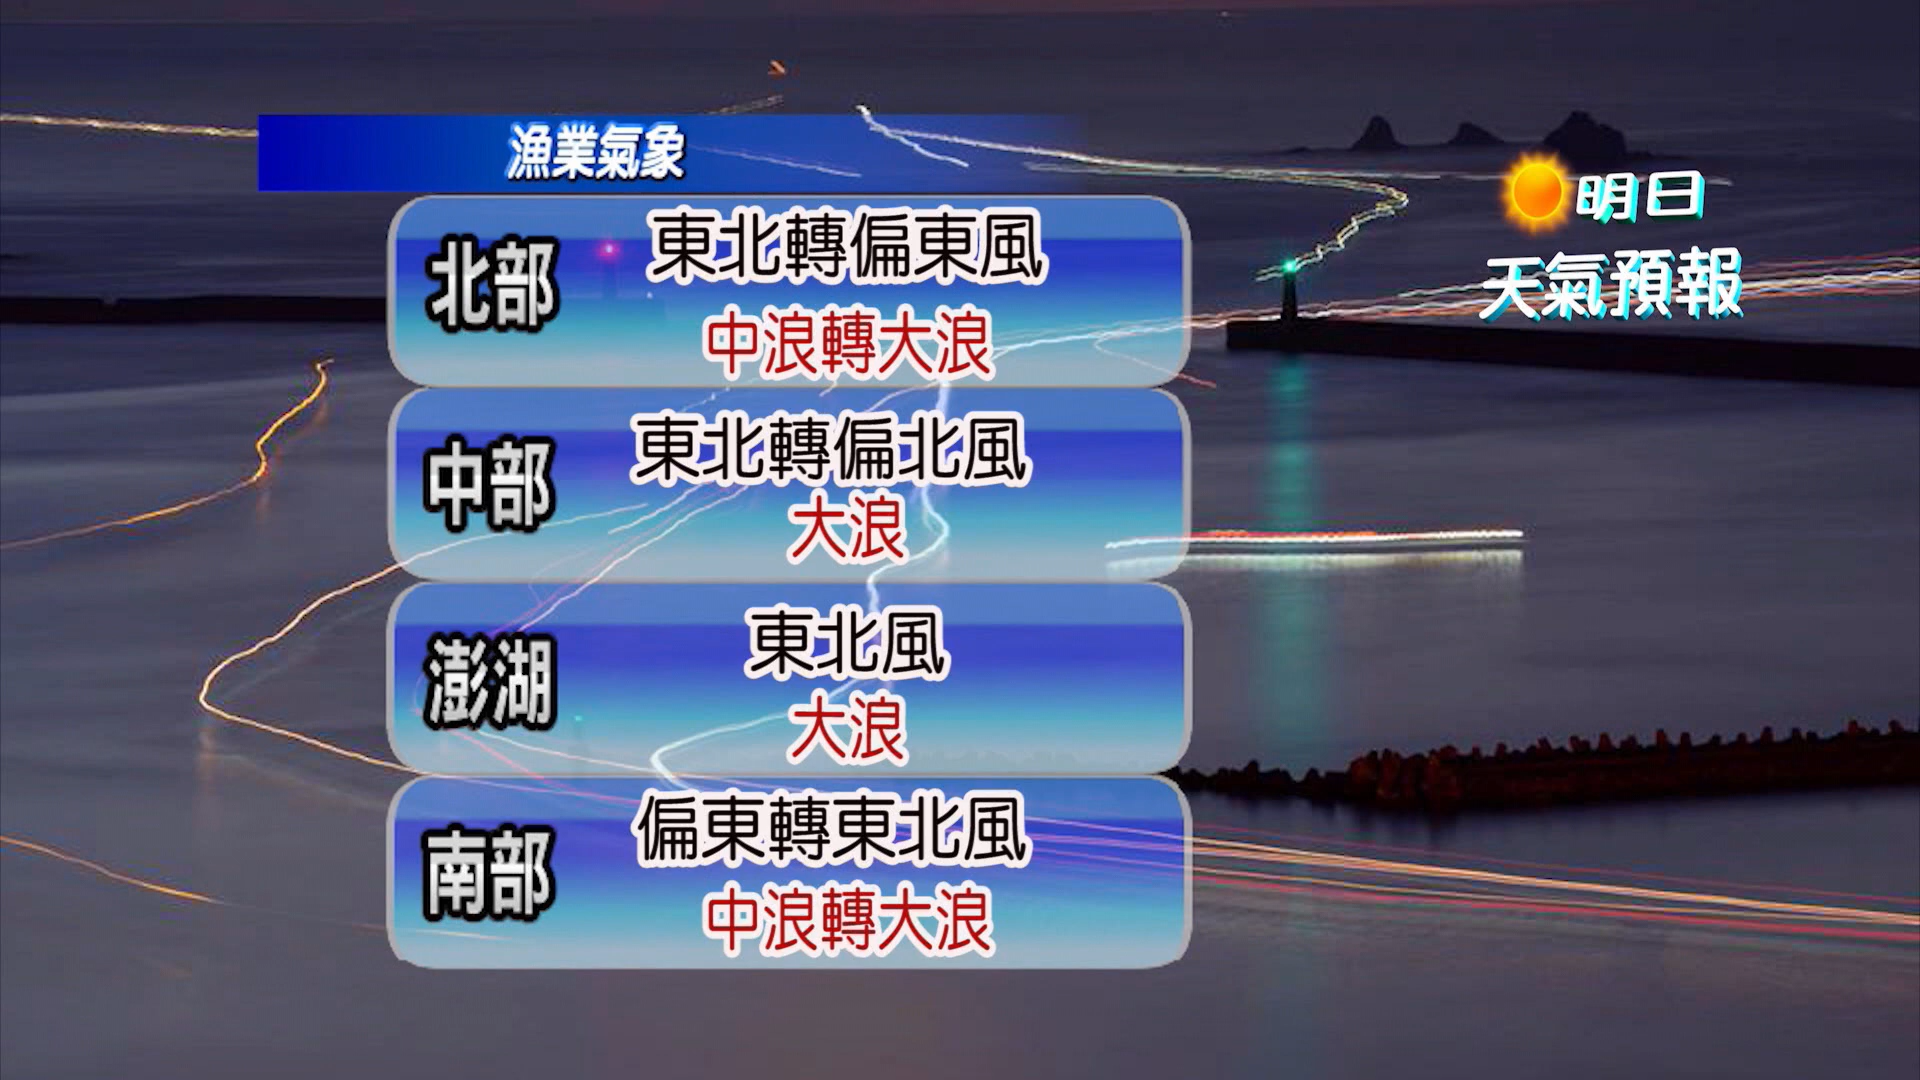 漁業氣象
明日
天氣預報
北部
東北轉偏東風
中浪轉大浪
中部
東北轉偏北風
大浪
澎湖
東北風
大浪
南部
偏東轉東北風
中浪轉大浪